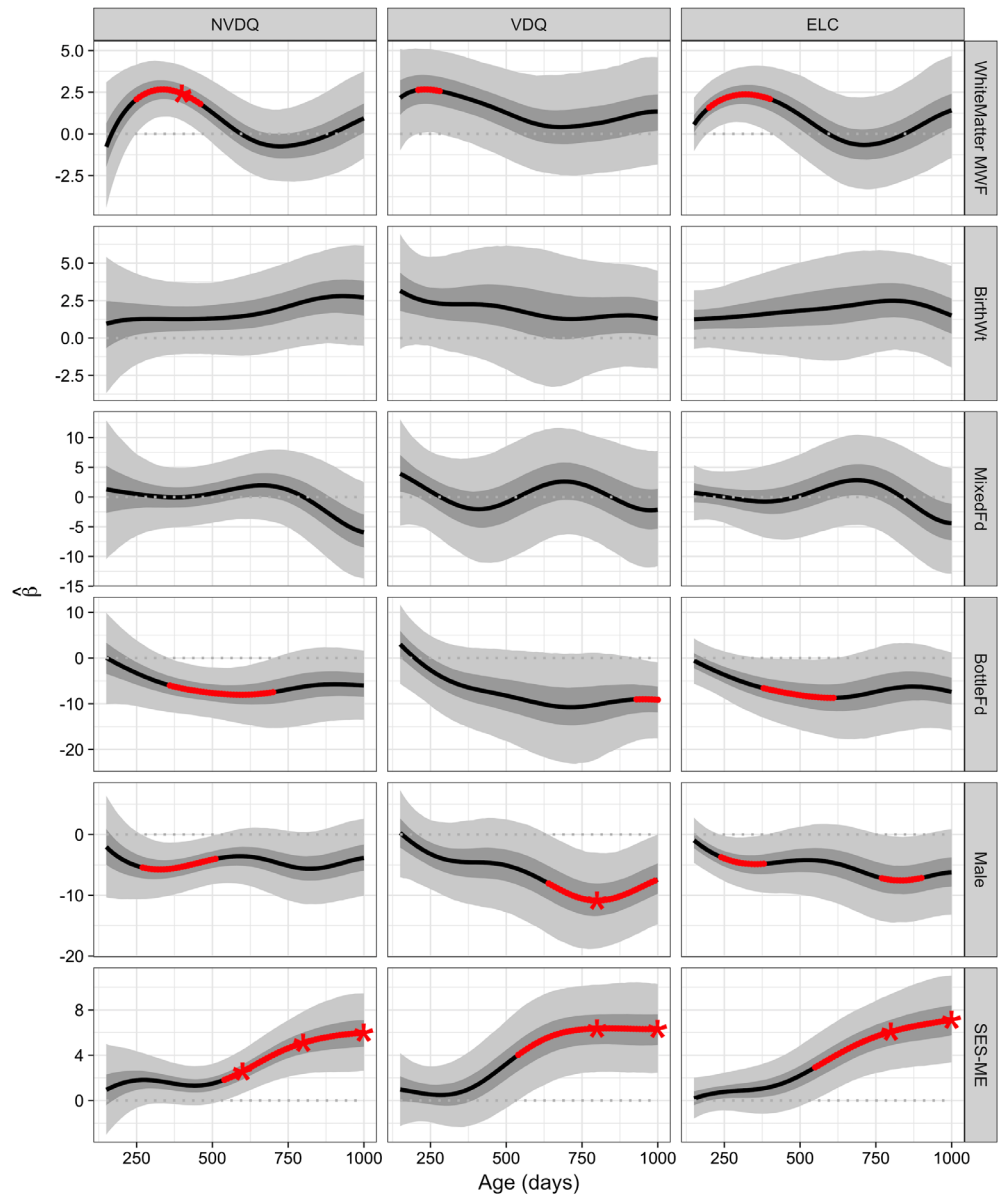 NVDQ VDQ ELC
5.0
2.5
0.0
-2.5
WhiteMatter MWF
5.0
2.5
0.0
-2.5
BirthWt
10
5
0
-5
-10
-15
MixedFd
β̂
10
0
-10
-20
BottleFd
0
-10
-20
Male
8
4
0
SES-ME
250 500 750 1000 250 500 750 1000 250 500 750 1000
Age (days)